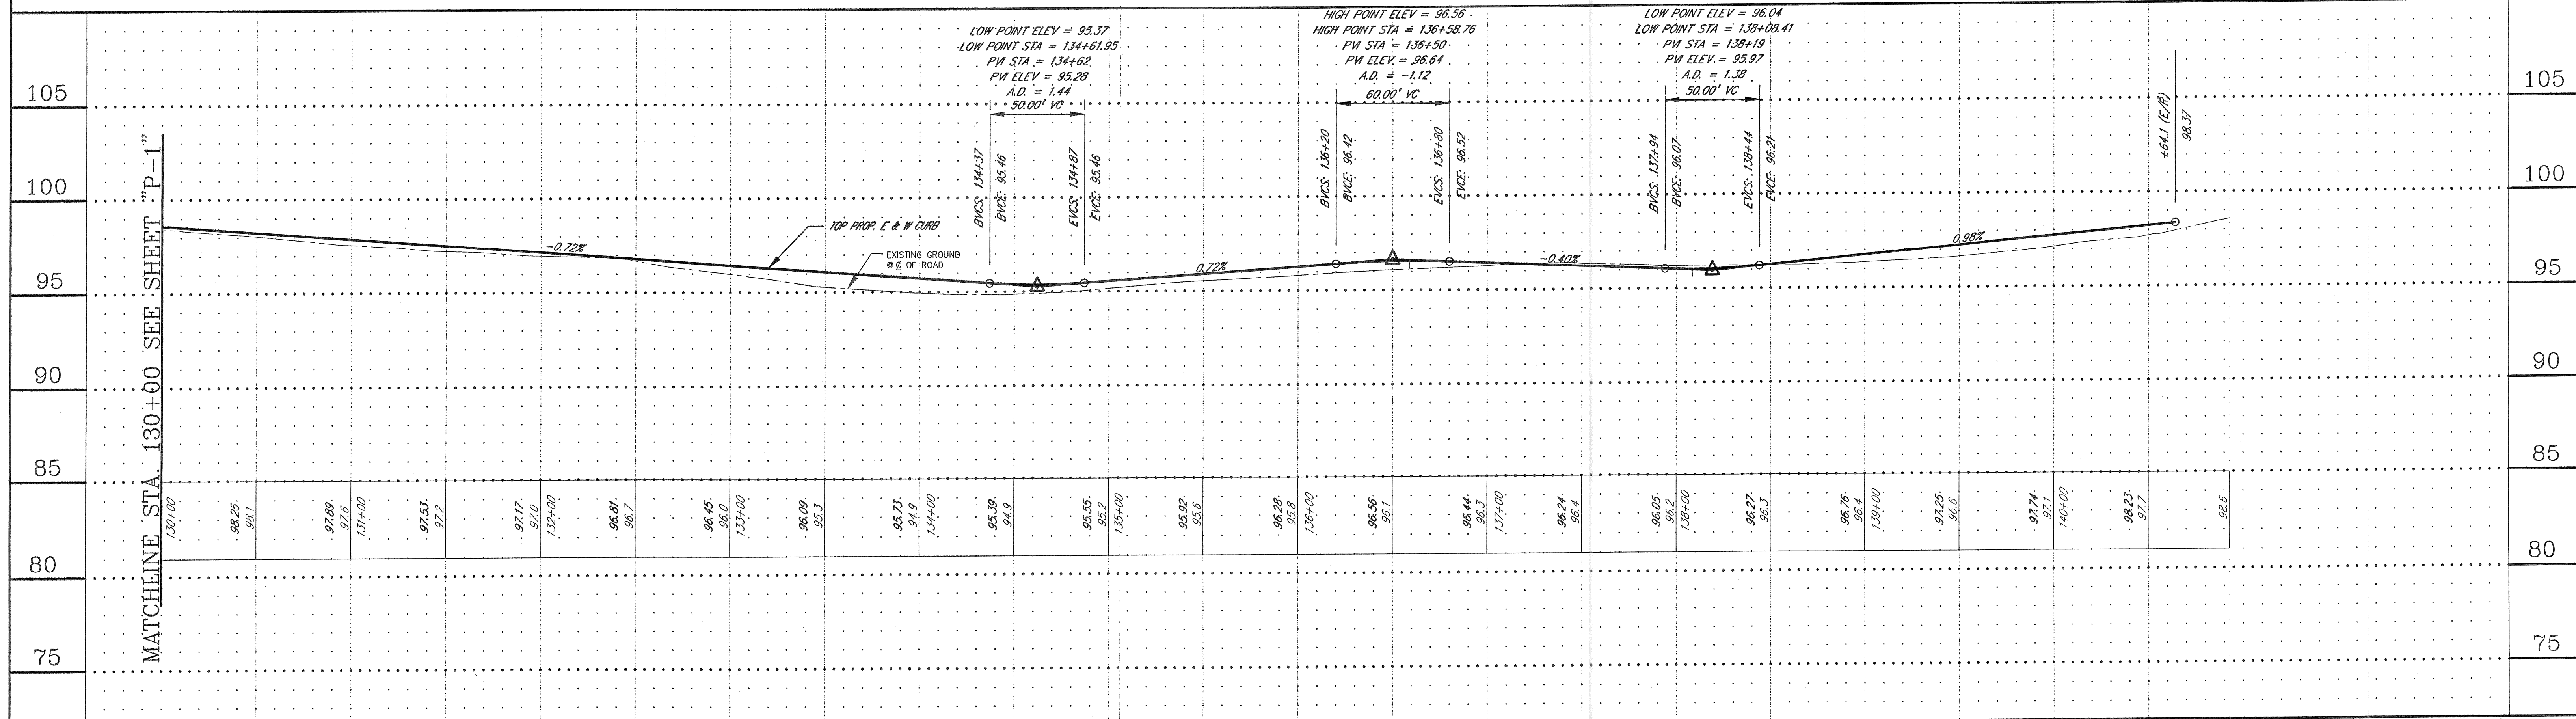 LOW POINT ELEV = 95.37
LOW POINT STA = 134+61.95
PVI STA = 134+62
PVI ELEV = 95.28
A.D. = 1.44
50.00' VC
HIGH POINT ELEV = 96.56
HIGH POINT STA = 136+58.76
PVI STA = 136+50
PVI ELEV = 96.64
A.D. = -1.12
60.00' VC
LOW POINT ELEV = 96.04
LOW POINT STA = 138+08.41
PVI STA = 138+19
PVI ELEV = 95.97
A.D. = 1.38
50.00' VC
105
100
95
90
85
80
75
MATCHLINE STA. 130+00 SEE SHEET "P-1"
-0.72%
TOP PROP. E & W CURB
EXISTING GROUND
@ ℄ OF ROAD
BVCS: 134+37
BVCE: 95.46
EVCS: 134+87
EVCE: 95.46
0.72%
BVCS: 136+20
BVCE: 96.42
EVCS: 136+80
EVCE: 96.52
-0.40%
BVCS: 137+94
BVCE: 96.07
EVCS: 138+44
EVCE: 96.21
0.98%
+64.1 (E/R)
98.37
130+00
98.25
98.1
97.89
97.6
131+00
97.53
97.2
97.17
97.0
132+00
96.81
96.7
96.45
96.0
133+00
96.09
95.3
95.73
94.9
134+00
95.39
94.9
95.55
95.2
135+00
95.92
95.6
96.28
95.8
136+00
96.56
96.1
96.44
96.3
137+00
96.24
96.4
96.05
96.2
138+00
96.27
96.3
96.76
96.4
139+00
97.25
96.6
97.74
97.1
140+00
98.23
97.7
98.6
105
100
95
90
85
80
75